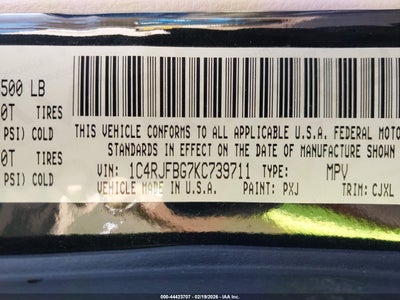 500 LB
0T TIRES
PSI) COLD
0T TIRES
PSI) COLD
THIS VEHICLE CONFORMS TO ALL APPLICABLE U.S.A. FEDERAL MOTO
STANDARDS IN EFFECT ON THE DATE OF MANUFACTURE SHOWN
VIN: 1C4RJFBG7KC739711 TYPE: MPV
VEHICLE MADE IN U.S.A. PAINT: PXJ TRIM: CJXL
000-44423707 - 02/19/2026 - IAA Inc.